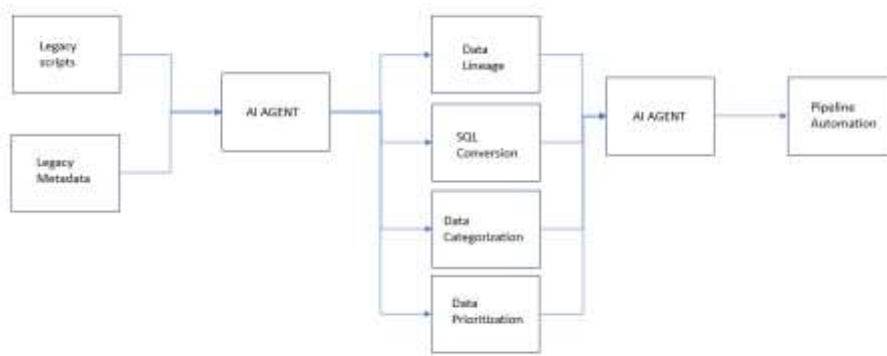 Legacy
scripts
Legacy
Metadata
AI AGENT
Data
Lineage
SQL
Conversion
Data
Categorization
Data
Prioritization
AI AGENT
Pipeline
Automation